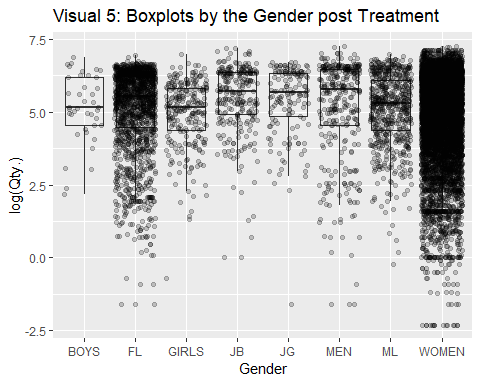 Visual 5: Boxplots by the Gender post Treatment
7.5
5.0
2.5
0.0
-2.5
log(Qty.)
BOYS FL GIRLS JB JG MEN ML WOMEN
Gender